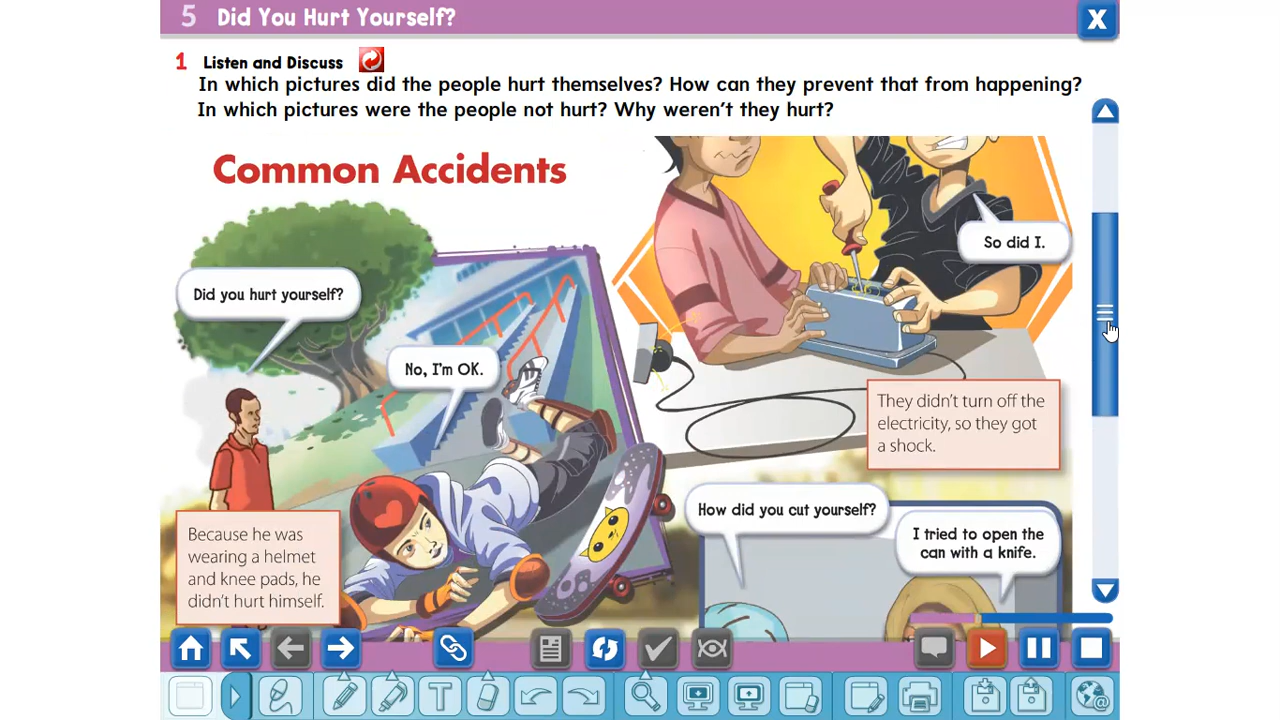 5 Did You Hurt Yourself?
X
1 Listen and Discuss
In which pictures did the people hurt themselves? How can they prevent that from happening?
In which pictures were the people not hurt? Why weren't they hurt?
Common Accidents
So did I.
Did you hurt yourself?
No, I'm OK.
They didn't turn off the
electricity, so they got
a shock.
How did you cut yourself?
I tried to open the
can with a knife.
Because he was
wearing a helmet
and knee pads, he
didn't hurt himself.
T